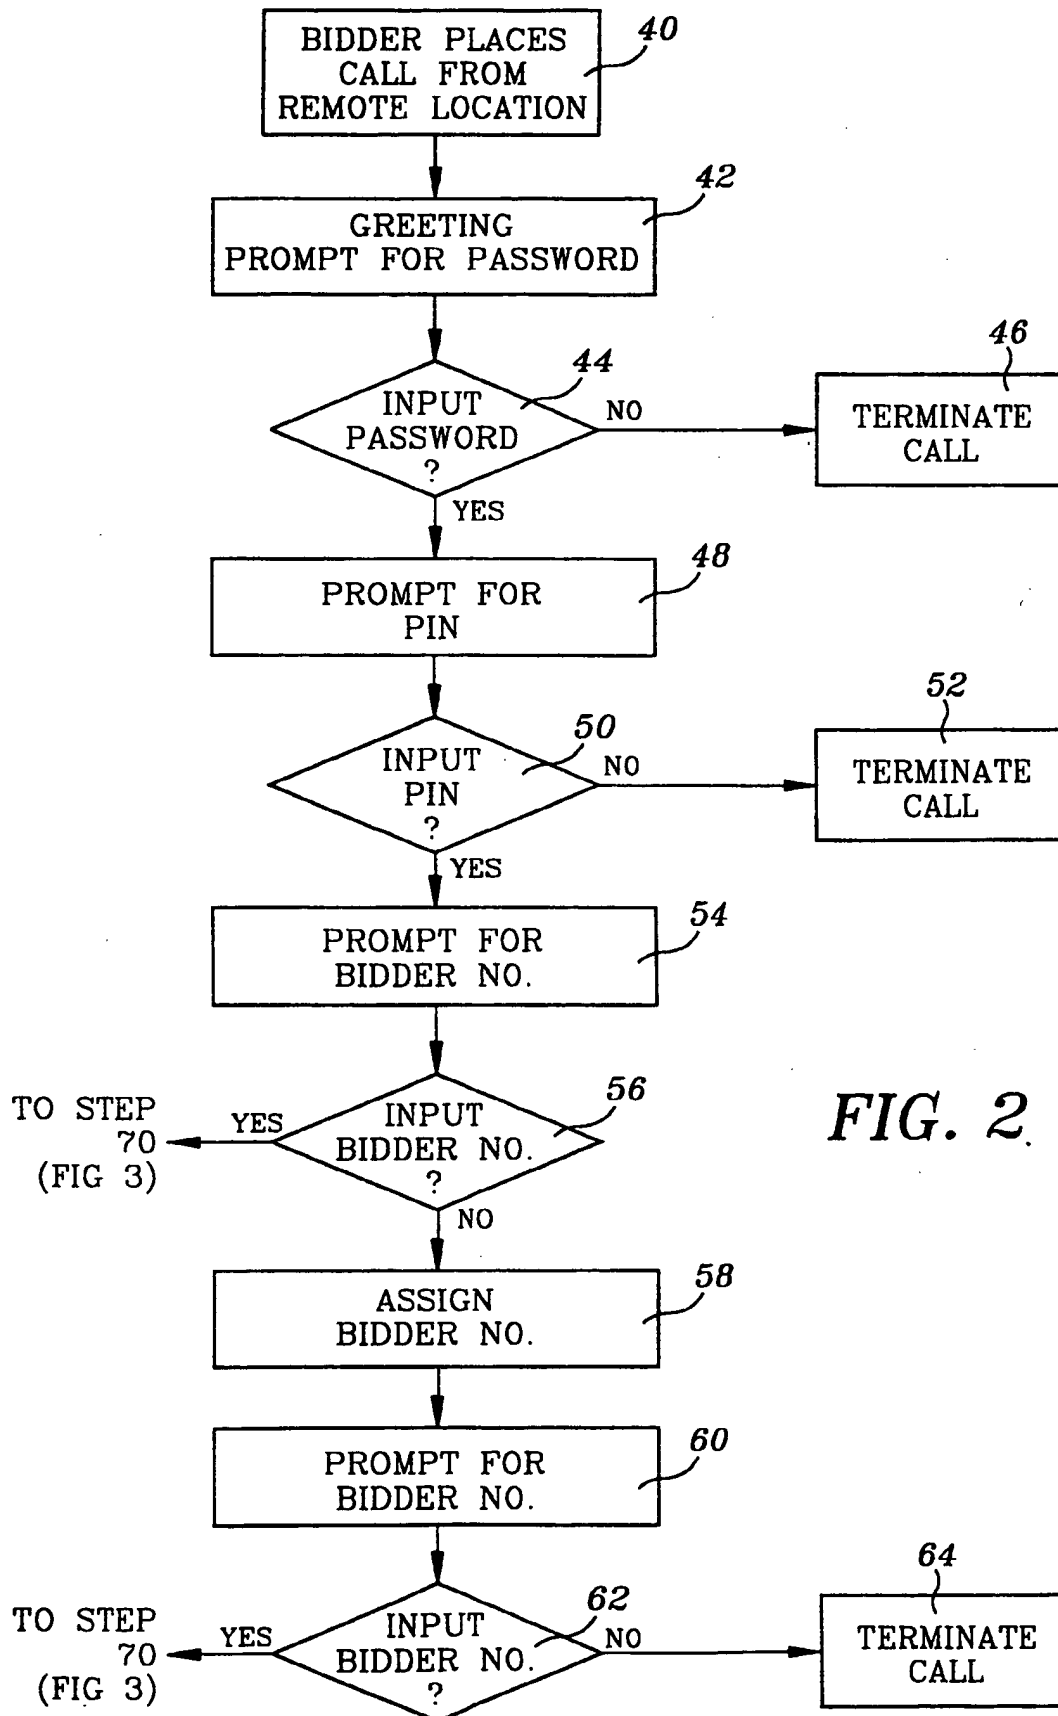 BIDDER PLACES
CALL FROM
REMOTE LOCATION
40
GREETING
PROMPT FOR PASSWORD
42
INPUT
PASSWORD
?
44
NO
46
TERMINATE
CALL
YES
PROMPT FOR
PIN
48
INPUT
PIN
?
50
NO
52
TERMINATE
CALL
YES
PROMPT FOR
BIDDER NO.
54
INPUT
BIDDER NO.
?
56
YES
TO STEP
70
(FIG 3)
FIG. 2
NO
ASSIGN
BIDDER NO.
58
PROMPT FOR
BIDDER NO.
60
INPUT
BIDDER NO.
?
62
YES
TO STEP
70
(FIG 3)
NO
64
TERMINATE
CALL